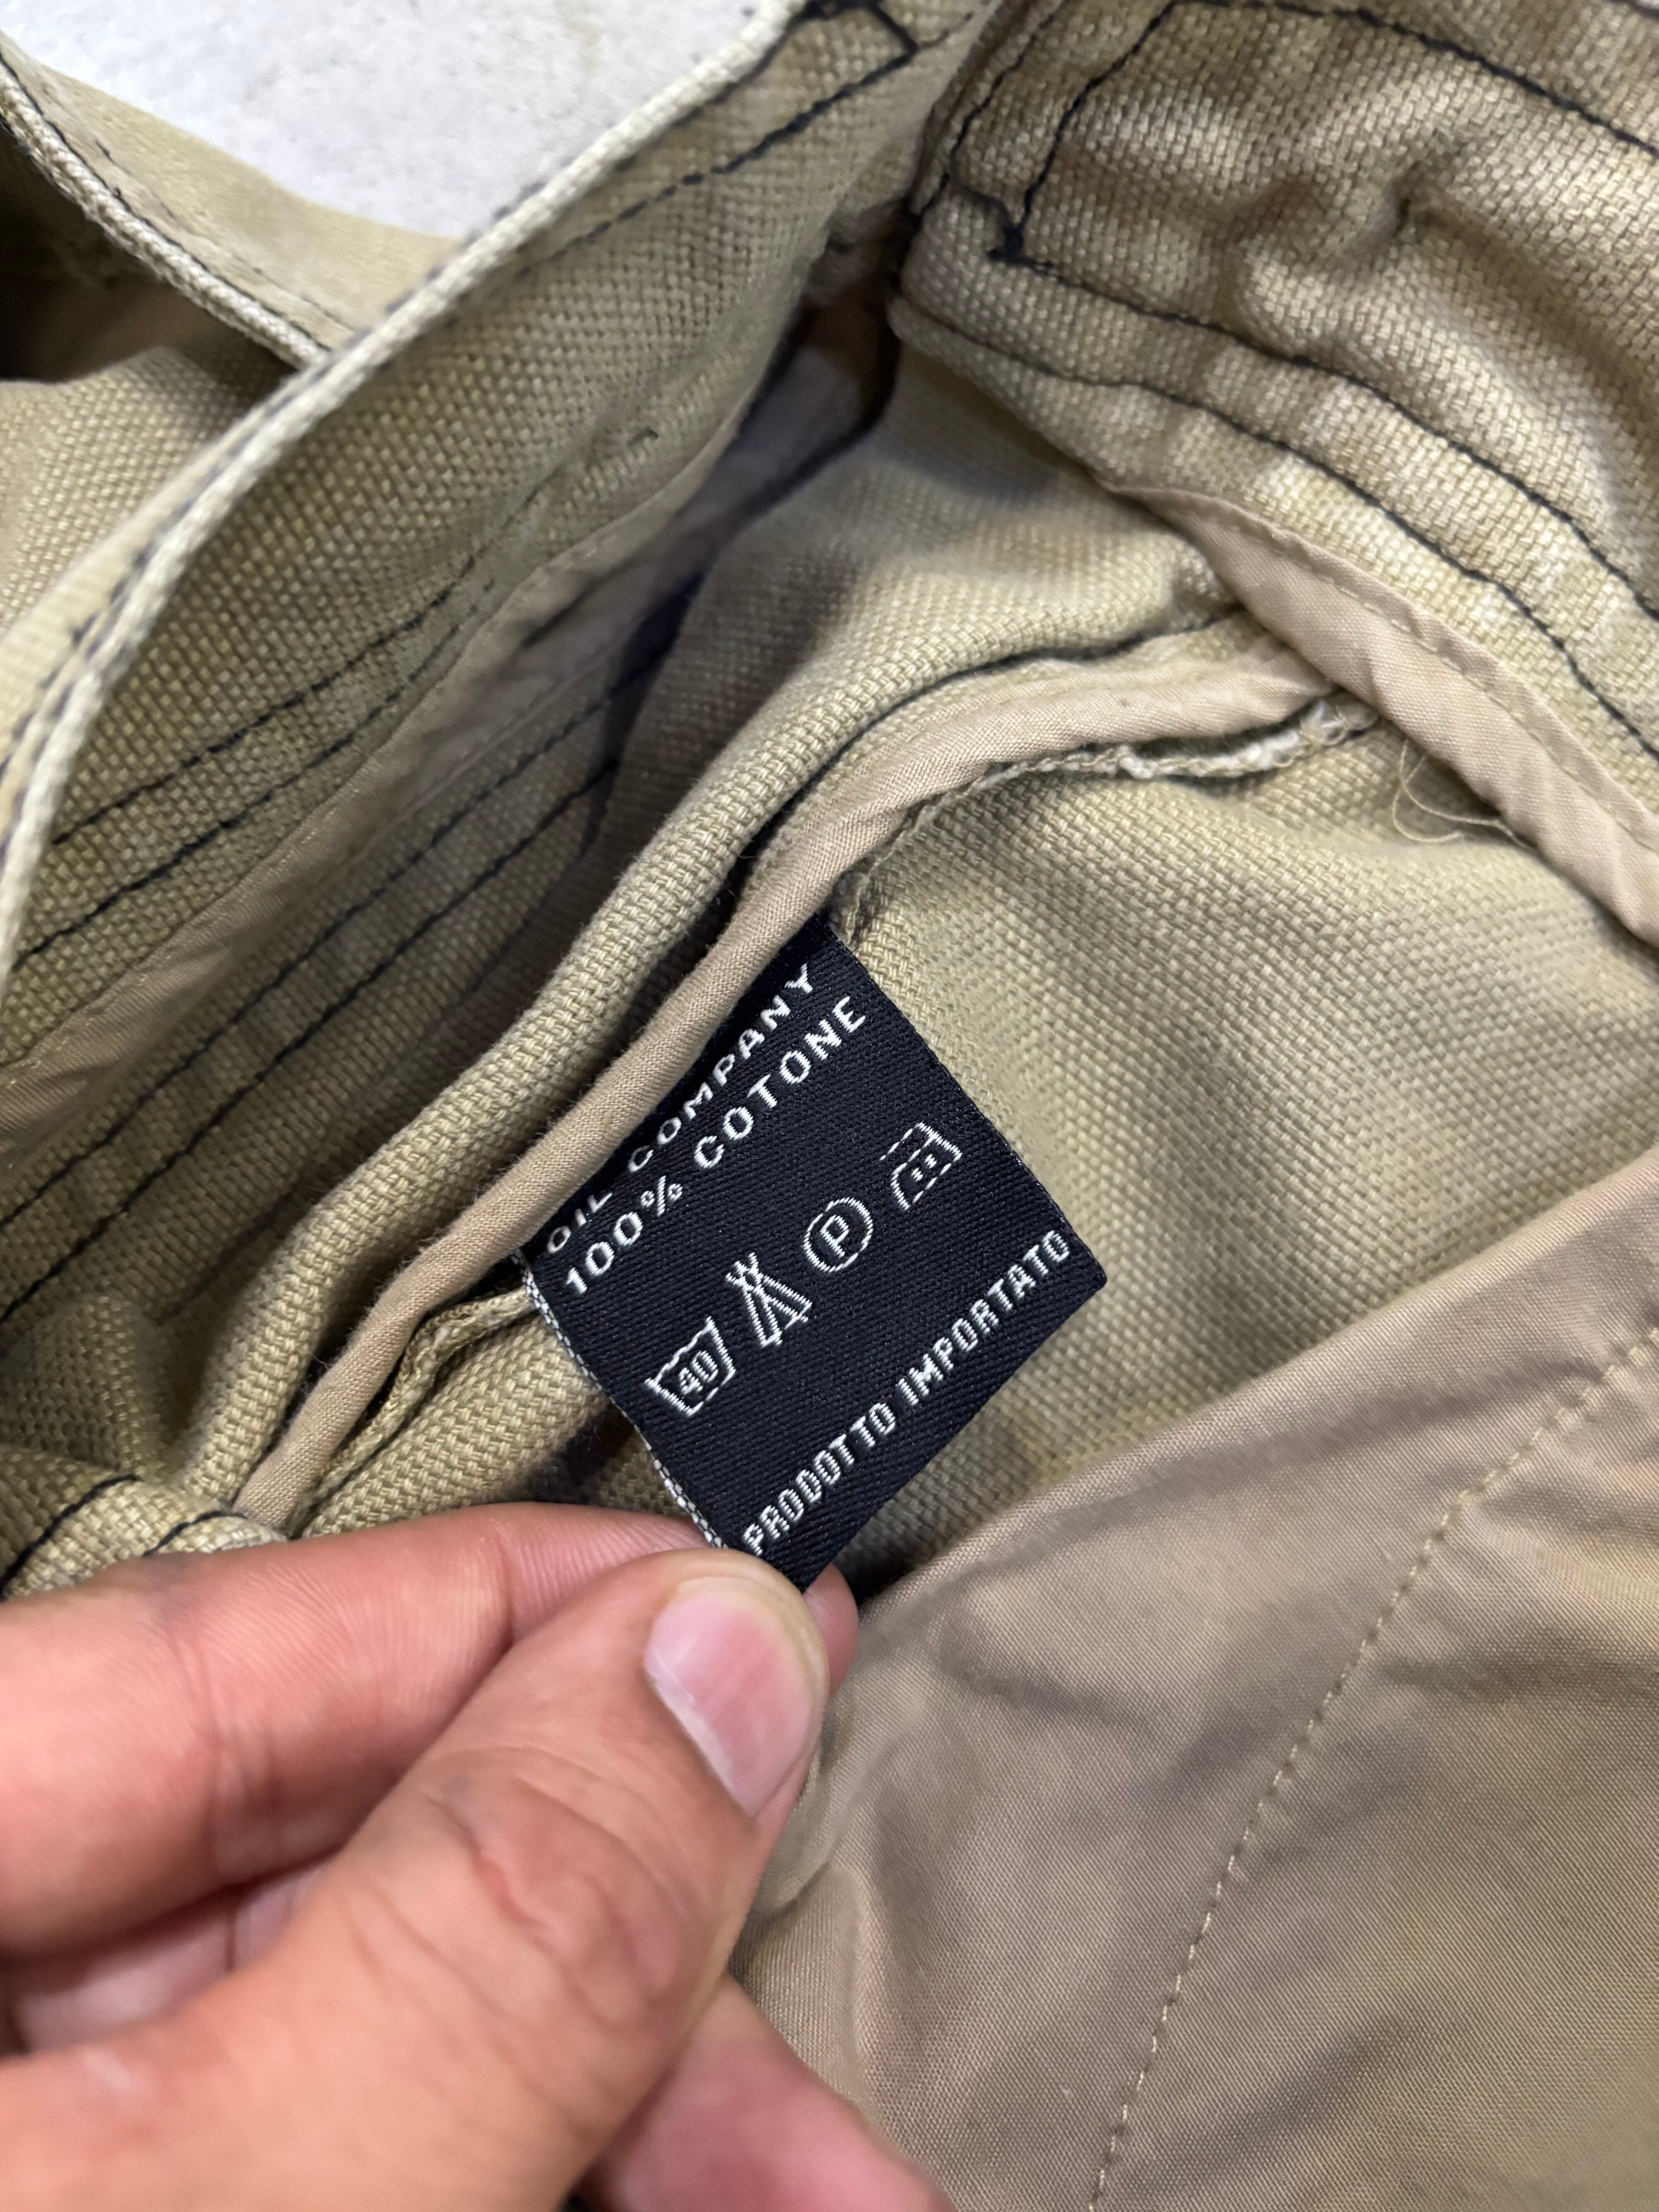 OIL COMPANY
100% COTONE
40 P
PRODOTTO IMPORTATO